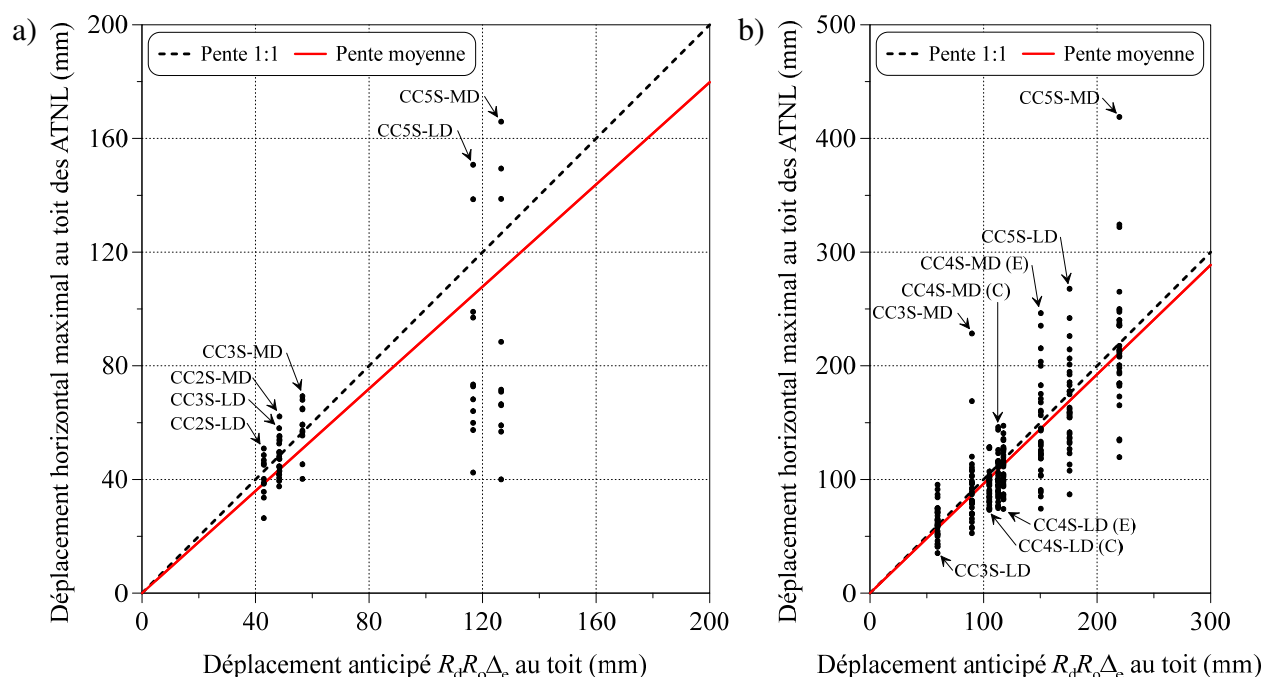 a)
Déplacement horizontal maximal au toit des ATNL (mm)
200
160
120
80
40
0
Pente 1:1
Pente moyenne
CC5S-MD
CC5S-LD
CC3S-MD
CC2S-MD
CC3S-LD
CC2S-LD
0 40 80 120 160 200
Déplacement anticipé RdRoΔe au toit (mm)
b)
Déplacement horizontal maximal au toit des ATNL (mm)
500
400
300
200
100
0
Pente 1:1
Pente moyenne
CC5S-MD
CC5S-LD
CC4S-MD (E)
CC4S-MD (C)
CC3S-MD
CC4S-LD (E)
CC4S-LD (C)
CC3S-LD
0 100 200 300
Déplacement anticipé RdRoΔe au toit (mm)